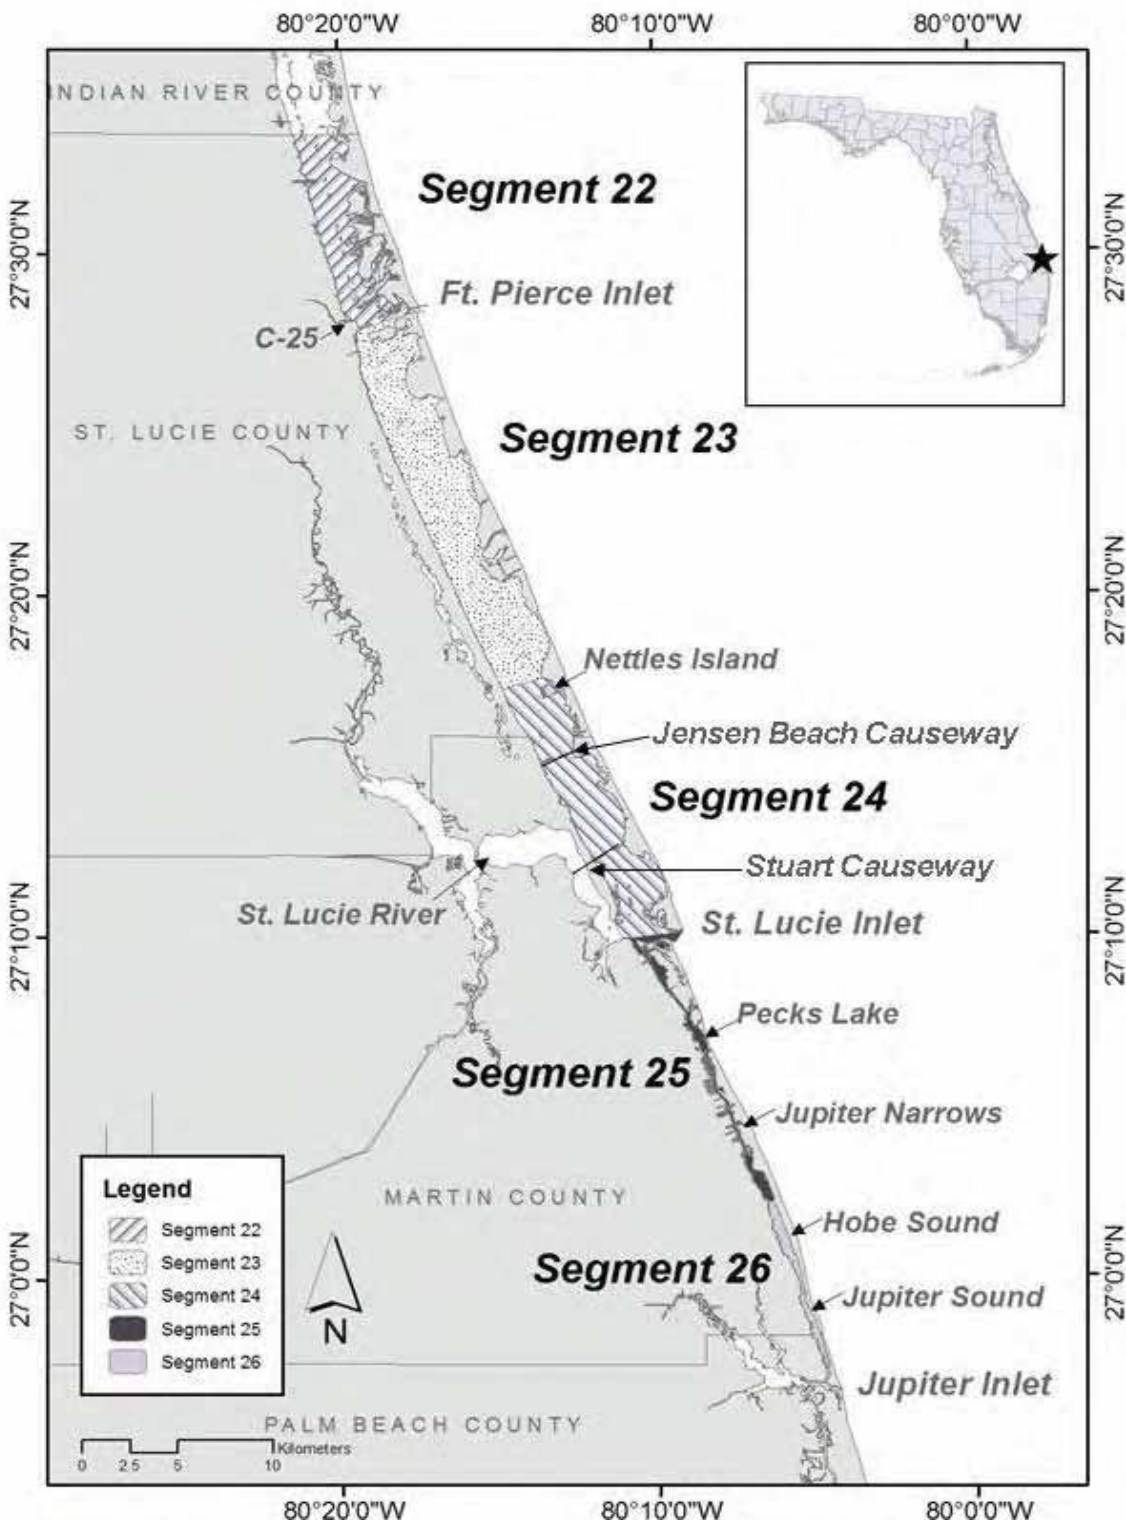 80°20'0"W 80°10'0"W 80°0'0"W
INDIAN RIVER COUNTY
Segment 22
27°30'0"N
27°30'0"N
Ft. Pierce Inlet
C-25
ST. LUCIE COUNTY
Segment 23
27°20'0"N
27°20'0"N
Nettles Island
Jensen Beach Causeway
Segment 24
Stuart Causeway
St. Lucie River
St. Lucie Inlet
27°10'0"N
27°10'0"N
Pecks Lake
Segment 25
Jupiter Narrows
Legend
Segment 22
Segment 23
Segment 24
Segment 25
Segment 26
MARTIN COUNTY
Hobe Sound
Segment 26
27°0'0"N
27°0'0"N
Jupiter Sound
N
Jupiter Inlet
PALM BEACH COUNTY
Kilometers
0 2.5 5 10
80°20'0"W 80°10'0"W 80°0'0"W